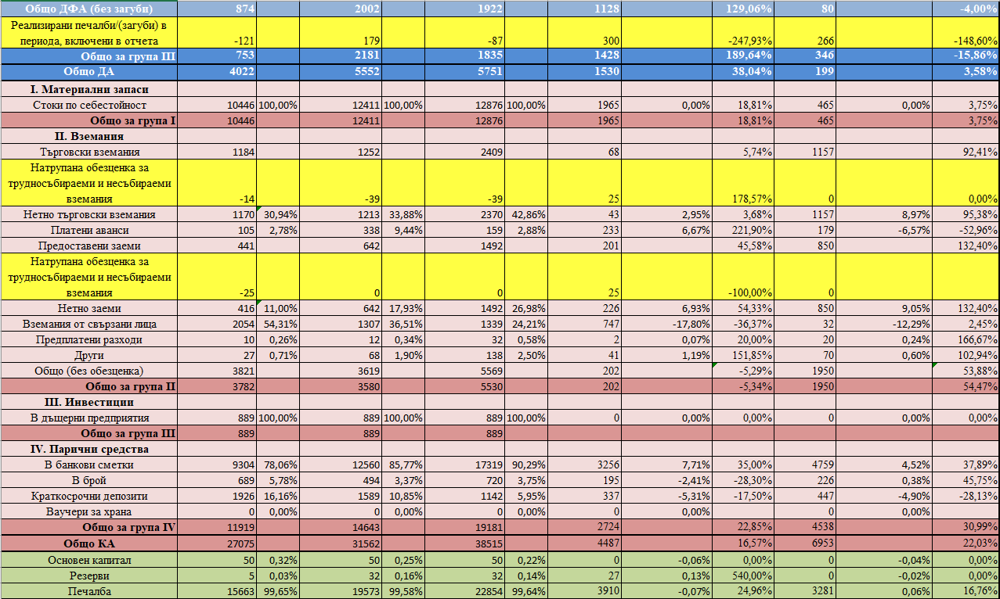 Общо ДФА (без загуби) 874 2002 1922 1128 129,06% 80 -4,00%
Реализирани печалби/(загуби) в
периода, включени в отчета -121 179 -87 300 -247,93% 266 -148,60%
Общо за група III 753 2181 1835 1428 189,64% 346 -15,86%
Общо ДА 4022 5552 5751 1530 38,04% 199 3,58%
I. Материални запаси
Стоки по себестойност 10446 100,00% 12411 100,00% 12876 100,00% 1965 0,00% 18,81% 465 0,00% 3,75%
Общо за група I 10446 12411 12876 1965 18,81% 465 3,75%
II. Вземания
Търговски вземания 1184 1252 2409 68 5,74% 1157 92,41%
Натрупана обезценка за
трудносъбираеми и несъбираеми
вземания -14 -39 -39 25 178,57% 0 0,00%
Нетно търговски вземания 1170 30,94% 1213 33,88% 2370 42,86% 43 2,95% 3,68% 1157 8,97% 95,38%
Платени аванси 105 2,78% 338 9,44% 159 2,88% 233 6,67% 221,90% 179 -6,57% -52,96%
Предоставени заеми 441 642 1492 201 45,58% 850 132,40%
Натрупана обезценка за
трудносъбираеми и несъбираеми
вземания -25 0 0 25 -100,00% 0
Нетно заеми 416 11,00% 642 17,93% 1492 26,98% 226 6,93% 54,33% 850 9,05% 132,40%
Вземания от свързани лица 2054 54,31% 1307 36,51% 1339 24,21% 747 -17,80% -36,37% 32 -12,29% 2,45%
Предплатени разходи 10 0,26% 12 0,34% 32 0,58% 2 0,07% 20,00% 20 0,24% 166,67%
Други 27 0,71% 68 1,90% 138 2,50% 41 1,19% 151,85% 70 0,60% 102,94%
Общо (без обезценка) 3821 3619 5569 202 -5,29% 1950 53,88%
Общо за група II 3782 3580 5530 202 -5,34% 1950 54,47%
III. Инвестиции
В дъщерни предприятия 889 100,00% 889 100,00% 889 100,00% 0 0,00% 0,00% 0 0,00% 0,00%
Общо за група III 889 889 889
IV. Парични средства
В банкови сметки 9304 78,06% 12560 85,77% 17319 90,29% 3256 7,71% 35,00% 4759 4,52% 37,89%
В брой 689 5,78% 494 3,37% 720 3,75% 195 -2,41% -28,30% 226 0,38% 45,75%
Краткосрочни депозити 1926 16,16% 1589 10,85% 1142 5,95% 337 -5,31% -17,50% 447 -4,90% -28,13%
Ваучери за храна 0 0,00% 0 0,00% 0 0,00% 0 0,00% 0 0,00%
Общо за група IV 11919 14643 19181 2724 22,85% 4538 30,99%
Общо КА 27075 31562 38515 4487 16,57% 6953 22,03%
Основен капитал 50 0,32% 50 0,25% 50 0,22% 0 -0,06% 0,00% 0 -0,04% 0,00%
Резерви 5 0,03% 32 0,16% 32 0,14% 27 0,13% 540,00% 0 -0,02% 0,00%
Печалба 15663 99,65% 19573 99,58% 22854 99,64% 3910 -0,07% 24,96% 3281 0,06% 16,76%